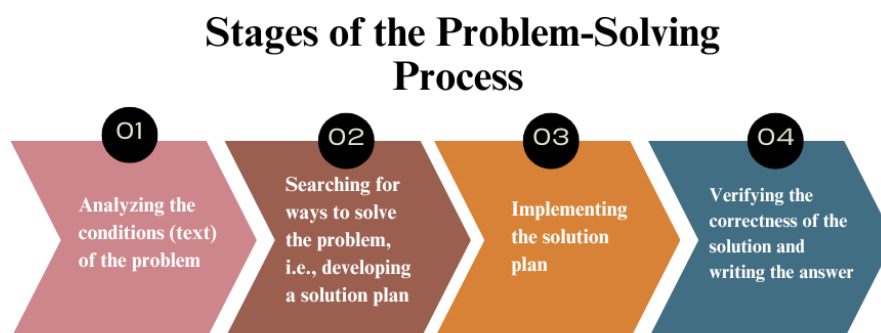 Stages of the Problem-Solving
Process
01
Analyzing the
conditions (text)
of the problem
02
Searching for
ways to solve
the problem,
i.e., developing
a solution plan
03
Implementing
the solution
plan
04
Verifying the
correctness of the
solution and
writing the answer